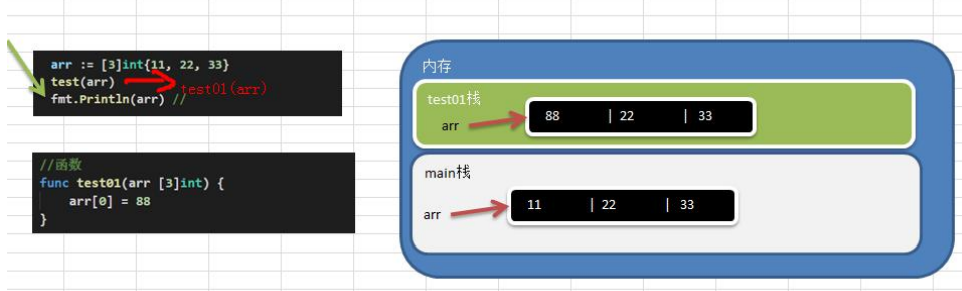 arr := [3]int{11, 22, 33}
test(arr)
test01(arr)
fmt.Println(arr) //
//函数
func test01(arr [3]int) {
arr[0] = 88
}
内存
test01栈
arr
88 | 22 | 33
main栈
arr
11 | 22 | 33